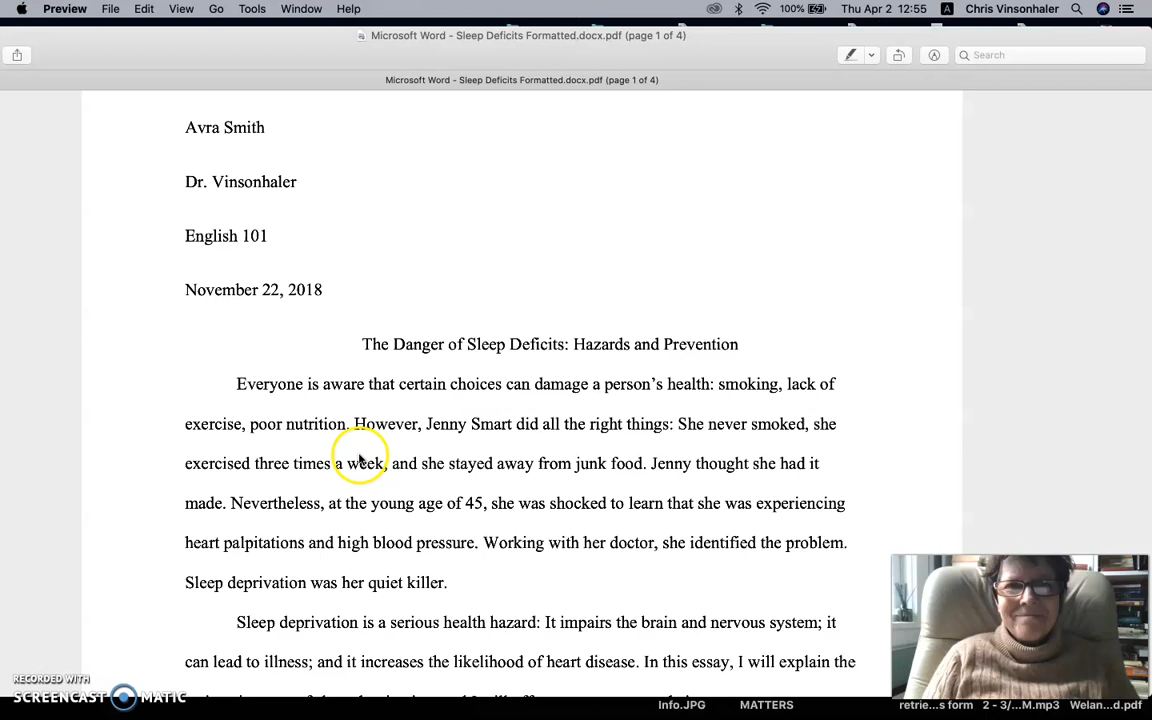 Preview File Edit View Go Tools Window Help 100% Thu Apr 2 12:55 A Chris Vinsonhaler
Microsoft Word - Sleep Deficits Formatted.docx.pdf (page 1 of 4)
Search
Microsoft Word - Sleep Deficits Formatted.docx.pdf (page 1 of 4)
Avra Smith
Dr. Vinsonhaler
English 101
November 22, 2018
The Danger of Sleep Deficits: Hazards and Prevention
Everyone is aware that certain choices can damage a person’s health: smoking, lack of
exercise, poor nutrition. However, Jenny Smart did all the right things: She never smoked, she
exercised three times a week, and she stayed away from junk food. Jenny thought she had it
made. Nevertheless, at the young age of 45, she was shocked to learn that she was experiencing
heart palpitations and high blood pressure. Working with her doctor, she identified the problem.
Sleep deprivation was her quiet killer.
Sleep deprivation is a serious health hazard: It impairs the brain and nervous system; it
can lead to illness; and it increases the likelihood of heart disease. In this essay, I will explain the
RECORDED WITH
SCREENCAST MATIC
Info.JPG MATTERS retrie...s form 2 - 3/...M.mp3 Welan...d.pdf